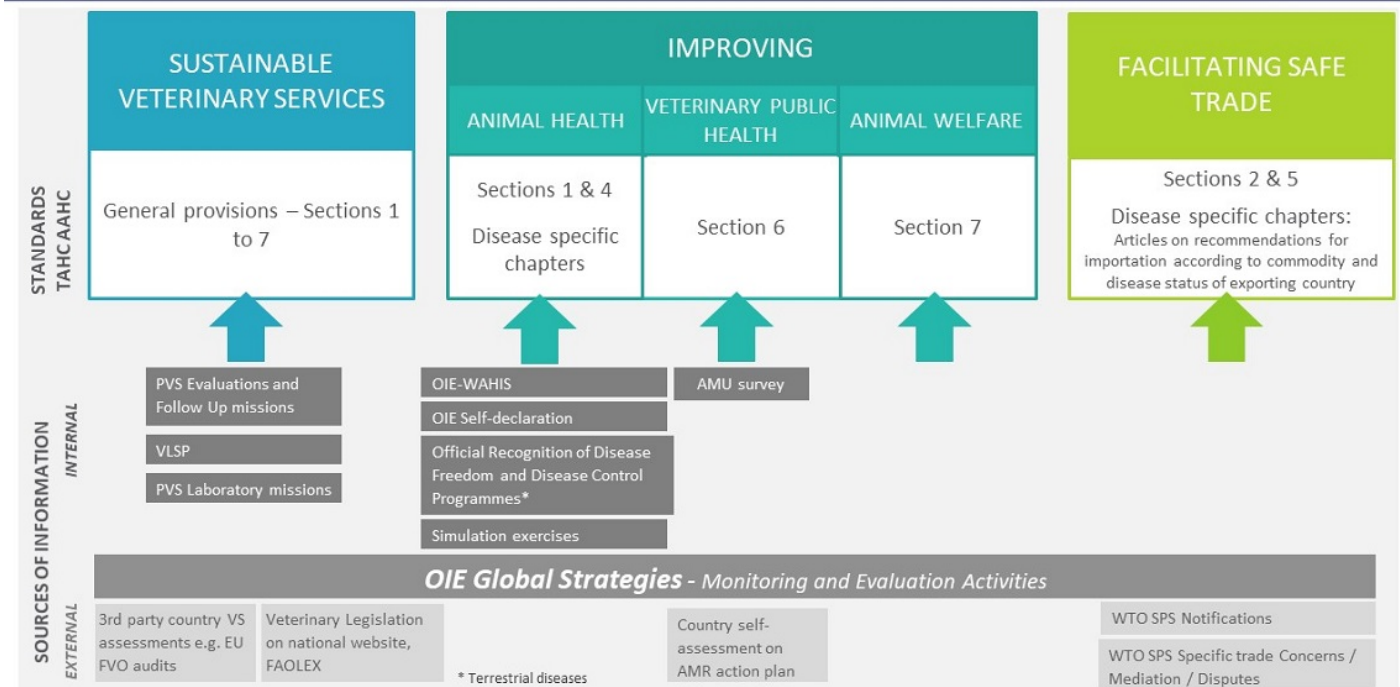 SUSTAINABLE
VETERINARY SERVICES
IMPROVING
ANIMAL HEALTH
VETERINARY PUBLIC
HEALTH
ANIMAL WELFARE
FACILITATING SAFE
TRADE
STANDARDS
TAHC AAHC
General provisions – Sections 1
to 7
Sections 1 & 4
Disease specific
chapters
Section 6
Section 7
Sections 2 & 5
Disease specific chapters:
Articles on recommendations for
importation according to commodity and
disease status of exporting country
SOURCES OF INFORMATION
INTERNAL
PVS Evaluations and
Follow Up missions
VLSP
PVS Laboratory missions
OIE-WAHIS
OIE Self-declaration
Official Recognition of Disease
Freedom and Disease Control
Programmes*
Simulation exercises
AMU survey
OIE Global Strategies - Monitoring and Evaluation Activities
EXTERNAL
3rd party country VS
assessments e.g. EU
FVO audits
Veterinary Legislation
on national website,
FAOLEX
* Terrestrial diseases
Country self-
assessment on
AMR action plan
WTO SPS Notifications
WTO SPS Specific trade Concerns /
Mediation / Disputes